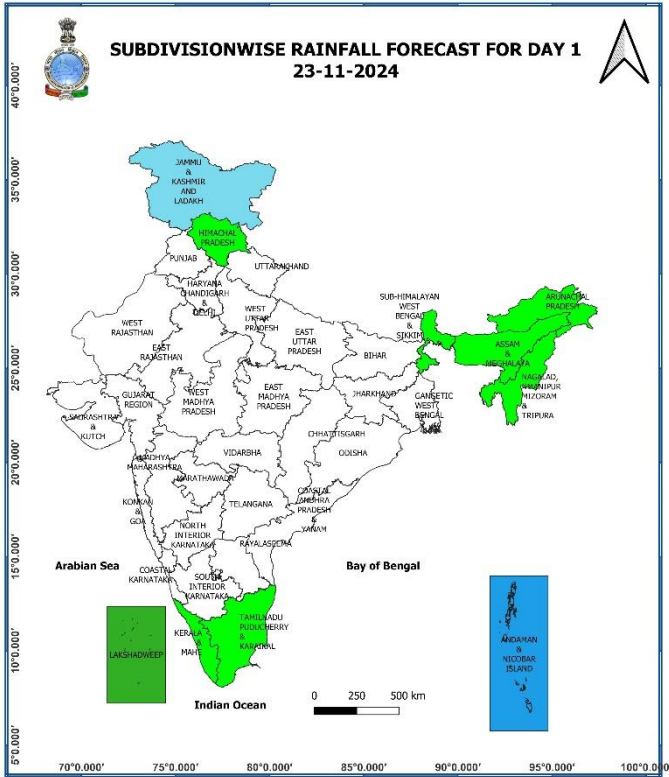 SUBDIVISIONWISE RAINFALL FORECAST FOR DAY 1
23-11-2024
40°0.000'
35°0.000'
30°0.000'
25°0.000'
20°0.000'
15°0.000'
10°0.000'
5°0.000'
JAMMU
&
KASHMIR
AND
LADAKH
HIMACHAL
PRADESH
PUNJAB
UTTARAKHAND
HARYANA
CHANDIGARH
&
DELHI
WEST
UTTAR
PRADESH
EAST
UTTAR
PRADESH
WEST
RAJASTHAN
EAST
RAJASTHAN
SUB-HIMALAYAN
WEST
BENGAL
&
SIKKIM
ARUNACHAL
PRADESH
ASSAM
&
MEGHALAYA
NAGALAD,
MANIPUR
MIZORAM
&
TRIPURA
BIHAR
JHARKHAND
GANGETIC
WEST
BENGAL
GUJARAT
REGION
SAURASHTRA
&
KUTCH
WEST
MADHYA
PRADESH
EAST
MADHYA
PRADESH
CHHATTISGARH
ODISHA
VIDARBHA
MADHYA
MAHARASHTRA
MARATHAWADA
KONKAN
&
GOA
TELANGANA
COASTAL
ANDHRA
PRADESH
&
YANAM
NORTH
INTERIOR
KARNATAKA
RAYALASEEMA
COASTAL
KARNATAKA
SOUTH
INTERIOR
KARNATAKA
Arabian Sea
Bay of Bengal
LAKSHADWEEP
KERALA
&
MAHE
TAMILNADU
PUDUCHERRY
&
KARAIKAL
ANDAMAN
&
NICOBAR
ISLAND
Indian Ocean
0 250 500 km
70°0.000' 75°0.000' 80°0.000' 85°0.000' 90°0.000' 95°0.000' 100°0.000